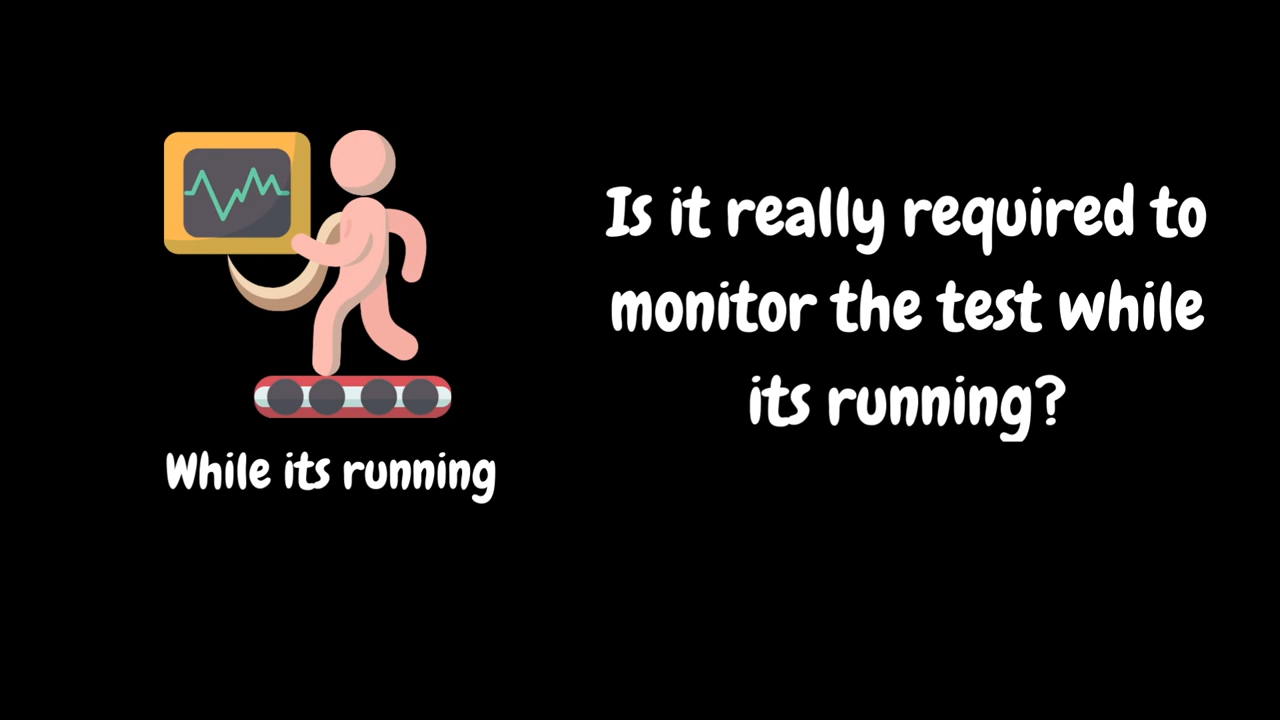 Is it really required to
monitor the test while
its running?
While its running